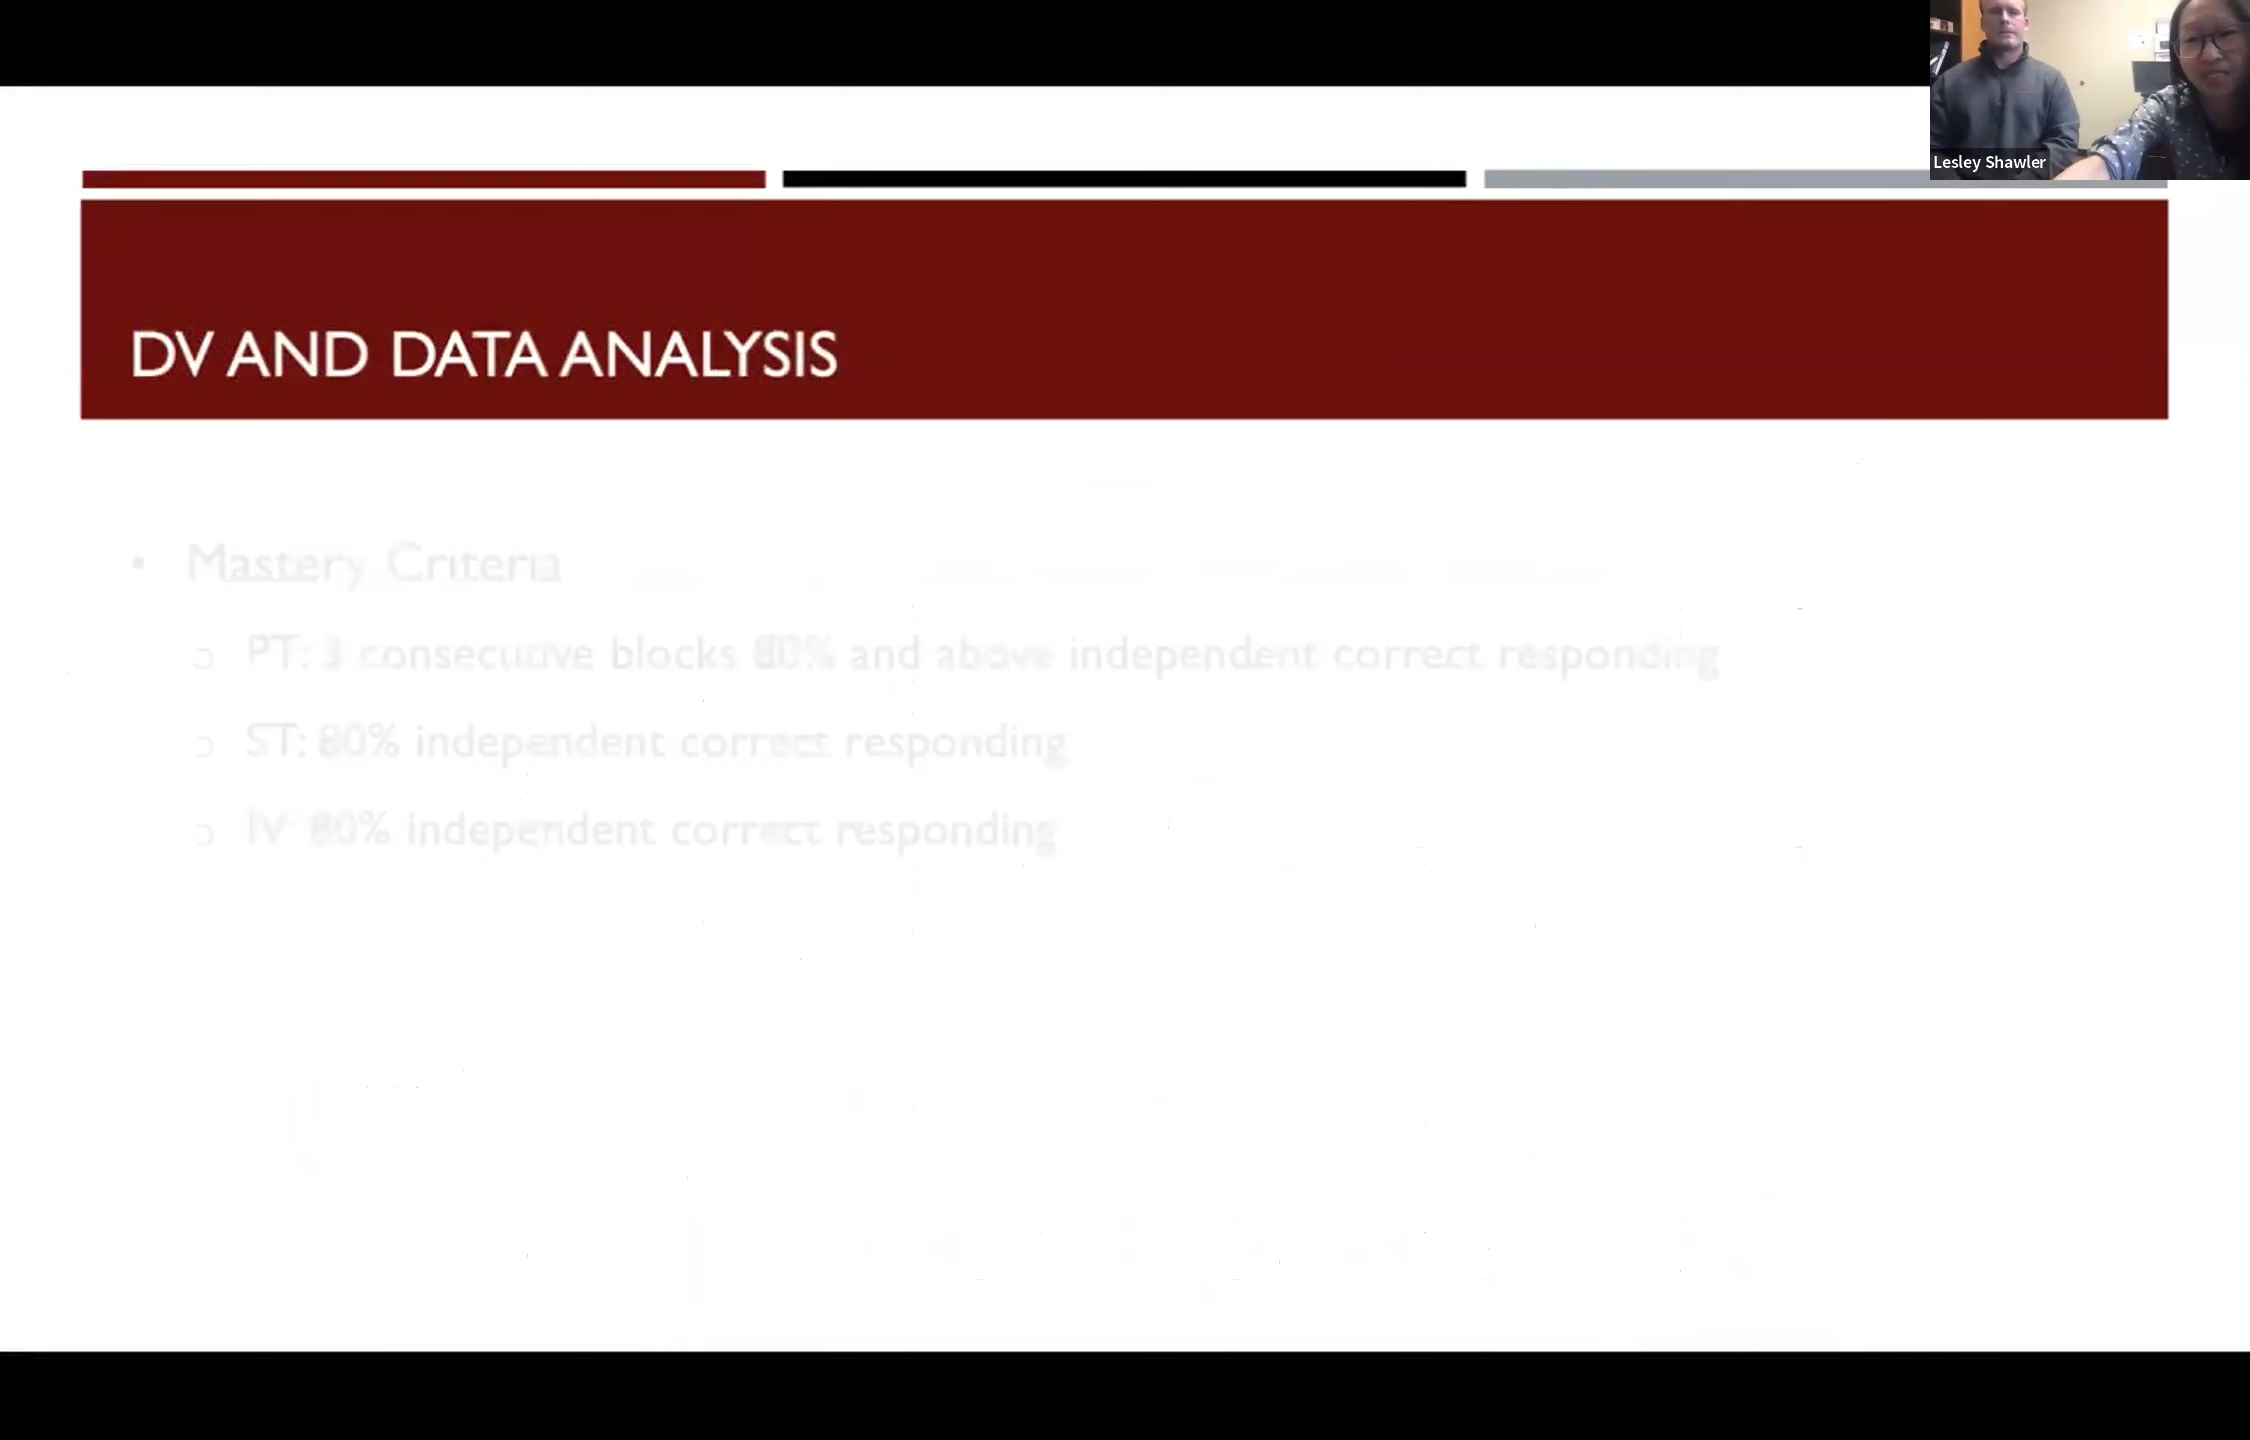 Lesley Shawler
DV AND DATA ANALYSIS
• Mastery Criteria
o PT: 3 consecutive blocks 80% and above independent correct responding
o ST: 80% independent correct responding
o IV 80% independent correct responding